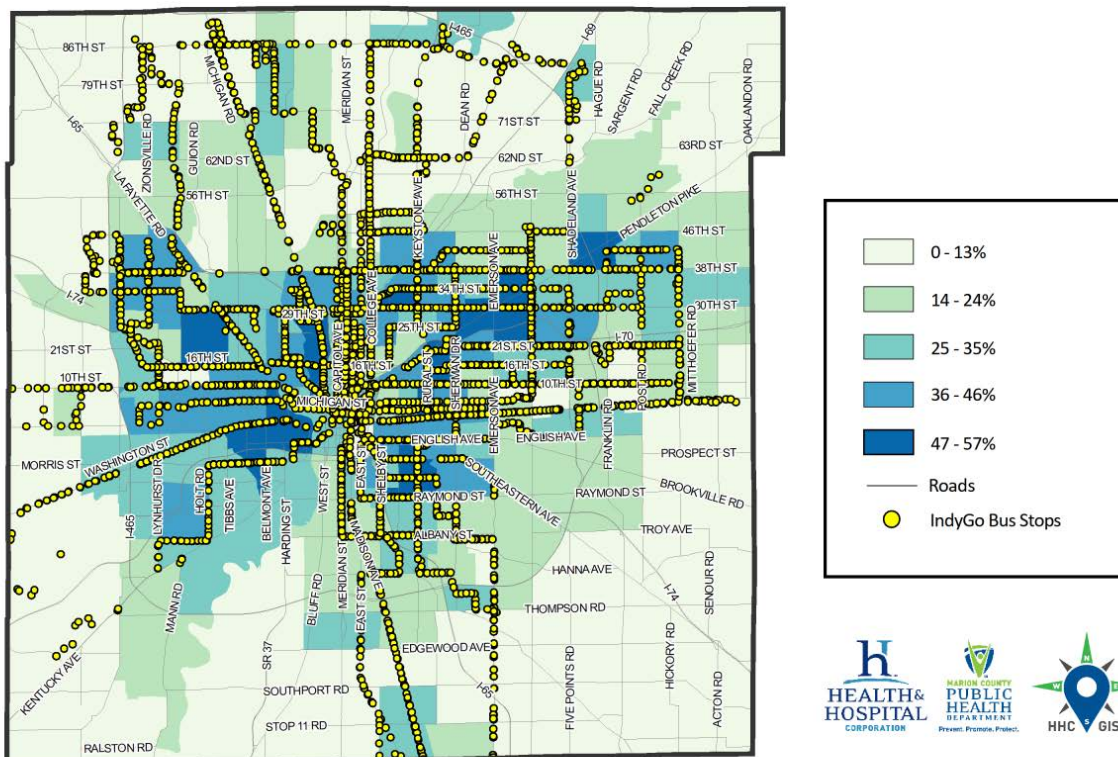 86TH ST
I-465
I-69
79TH ST
MICHIGAN RD
MERIDIAN ST
DEAN RD
HAGUE RD
SARGENT RD
FALL CREEK RD
OAKLANDON RD
I-65
ZIONSVILLE RD
GUION RD
71ST ST
62ND ST
62ND ST
63RD ST
LAFAYETTE RD
56TH ST
KEYSTONE AVE
56TH ST
SHADELAND AVE
PENDLETON PIKE
46TH ST
EMERSON AVE
38TH ST
I-74
COLLEGE AVE
34TH ST
30TH ST
29TH ST
25TH ST
CAPITOL AVE
I-70
MITTHOEFER RD
21ST ST
16TH ST
16TH ST
21ST ST
16TH ST
10TH ST
RURAL ST
SHERMAN DR
10TH ST
POST RD
MICHIGAN ST
EMERSON AVE
FRANKLIN RD
ENGLISH AVE
ENGLISH AVE
MORRIS ST
WASHINGTON ST
PROSPECT ST
LYNHURST DR
HOLT RD
TIBBS AVE
BELMONT AVE
HARDING ST
WEST ST
EAST ST
SHELBY ST
RAYMOND ST
SOUTHEASTERN AVE
RAYMOND ST
BROOKVILLE RD
I-465
ALBANY ST
TROY AVE
MADISON AVE
MERIDIAN ST
BLUFF RD
HANNA AVE
I-74
SENOUR RD
MANN RD
EAST ST
THOMPSON RD
KENTUCKY AVE
SR 37
EDGEWOOD AVE
FIVE POINTS RD
HICKORY RD
ACTON RD
SOUTHPORT RD
I-65
STOP 11 RD
RALSTON RD
0 - 13%
14 - 24%
25 - 35%
36 - 46%
47 - 57%
Roads
IndyGo Bus Stops
h
HEALTH &
HOSPITAL
CORPORATION
MARION COUNTY
PUBLIC
HEALTH
DEPARTMENT
Prevent. Promote. Protect.
N
W
E
S
HHC GIS